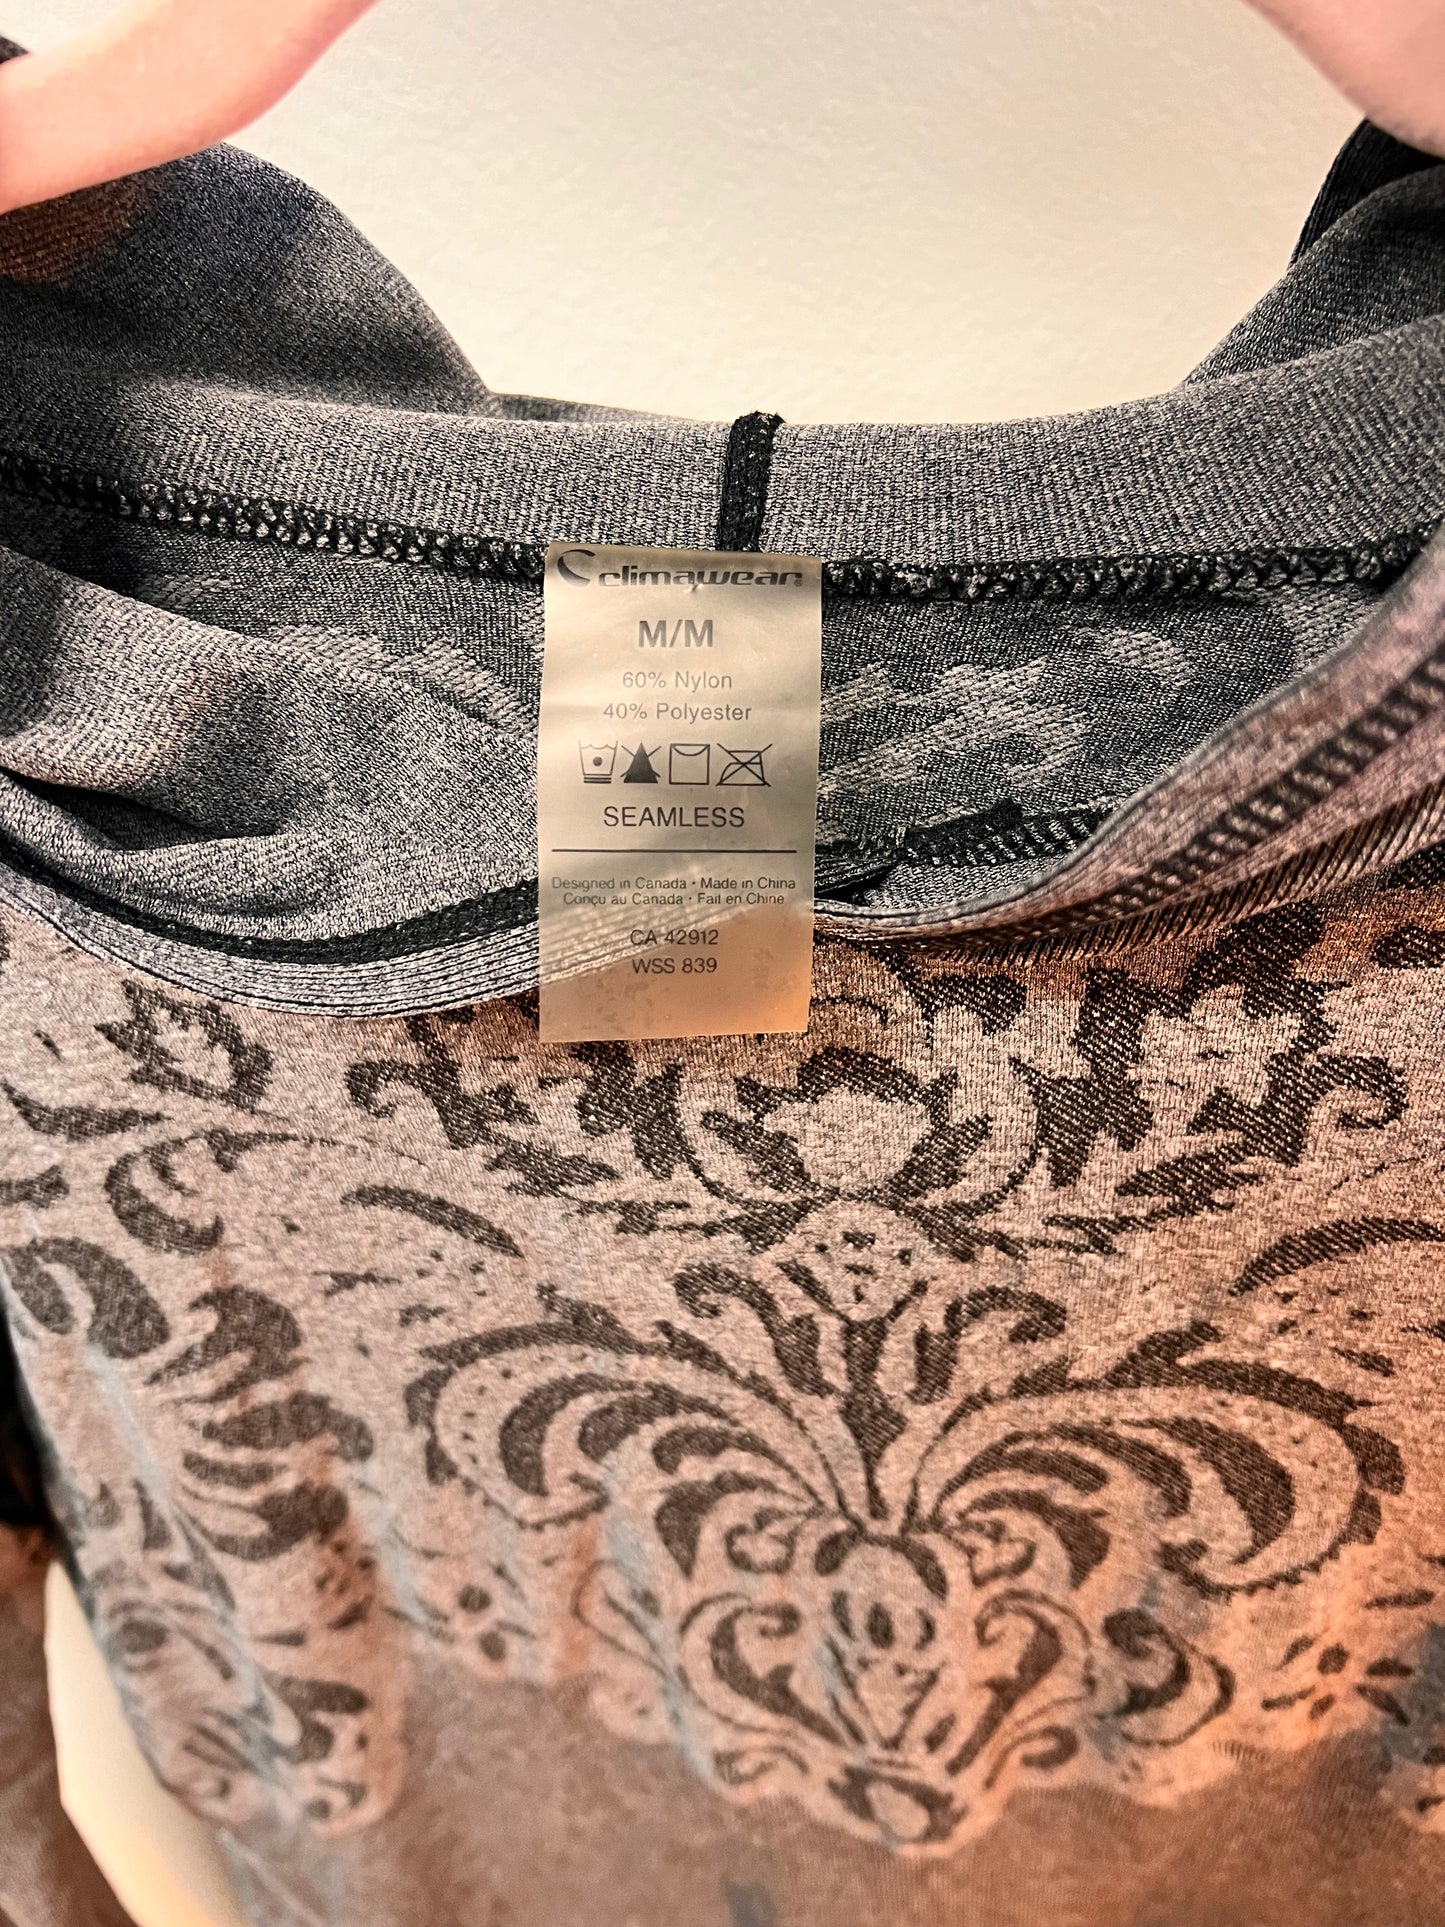 climawear®
M/M
60% Nylon
40% Polyester
SEAMLESS
Designed in Canada • Made in China
Conçu au Canada • Fait en Chine
CA 42912
WSS 839